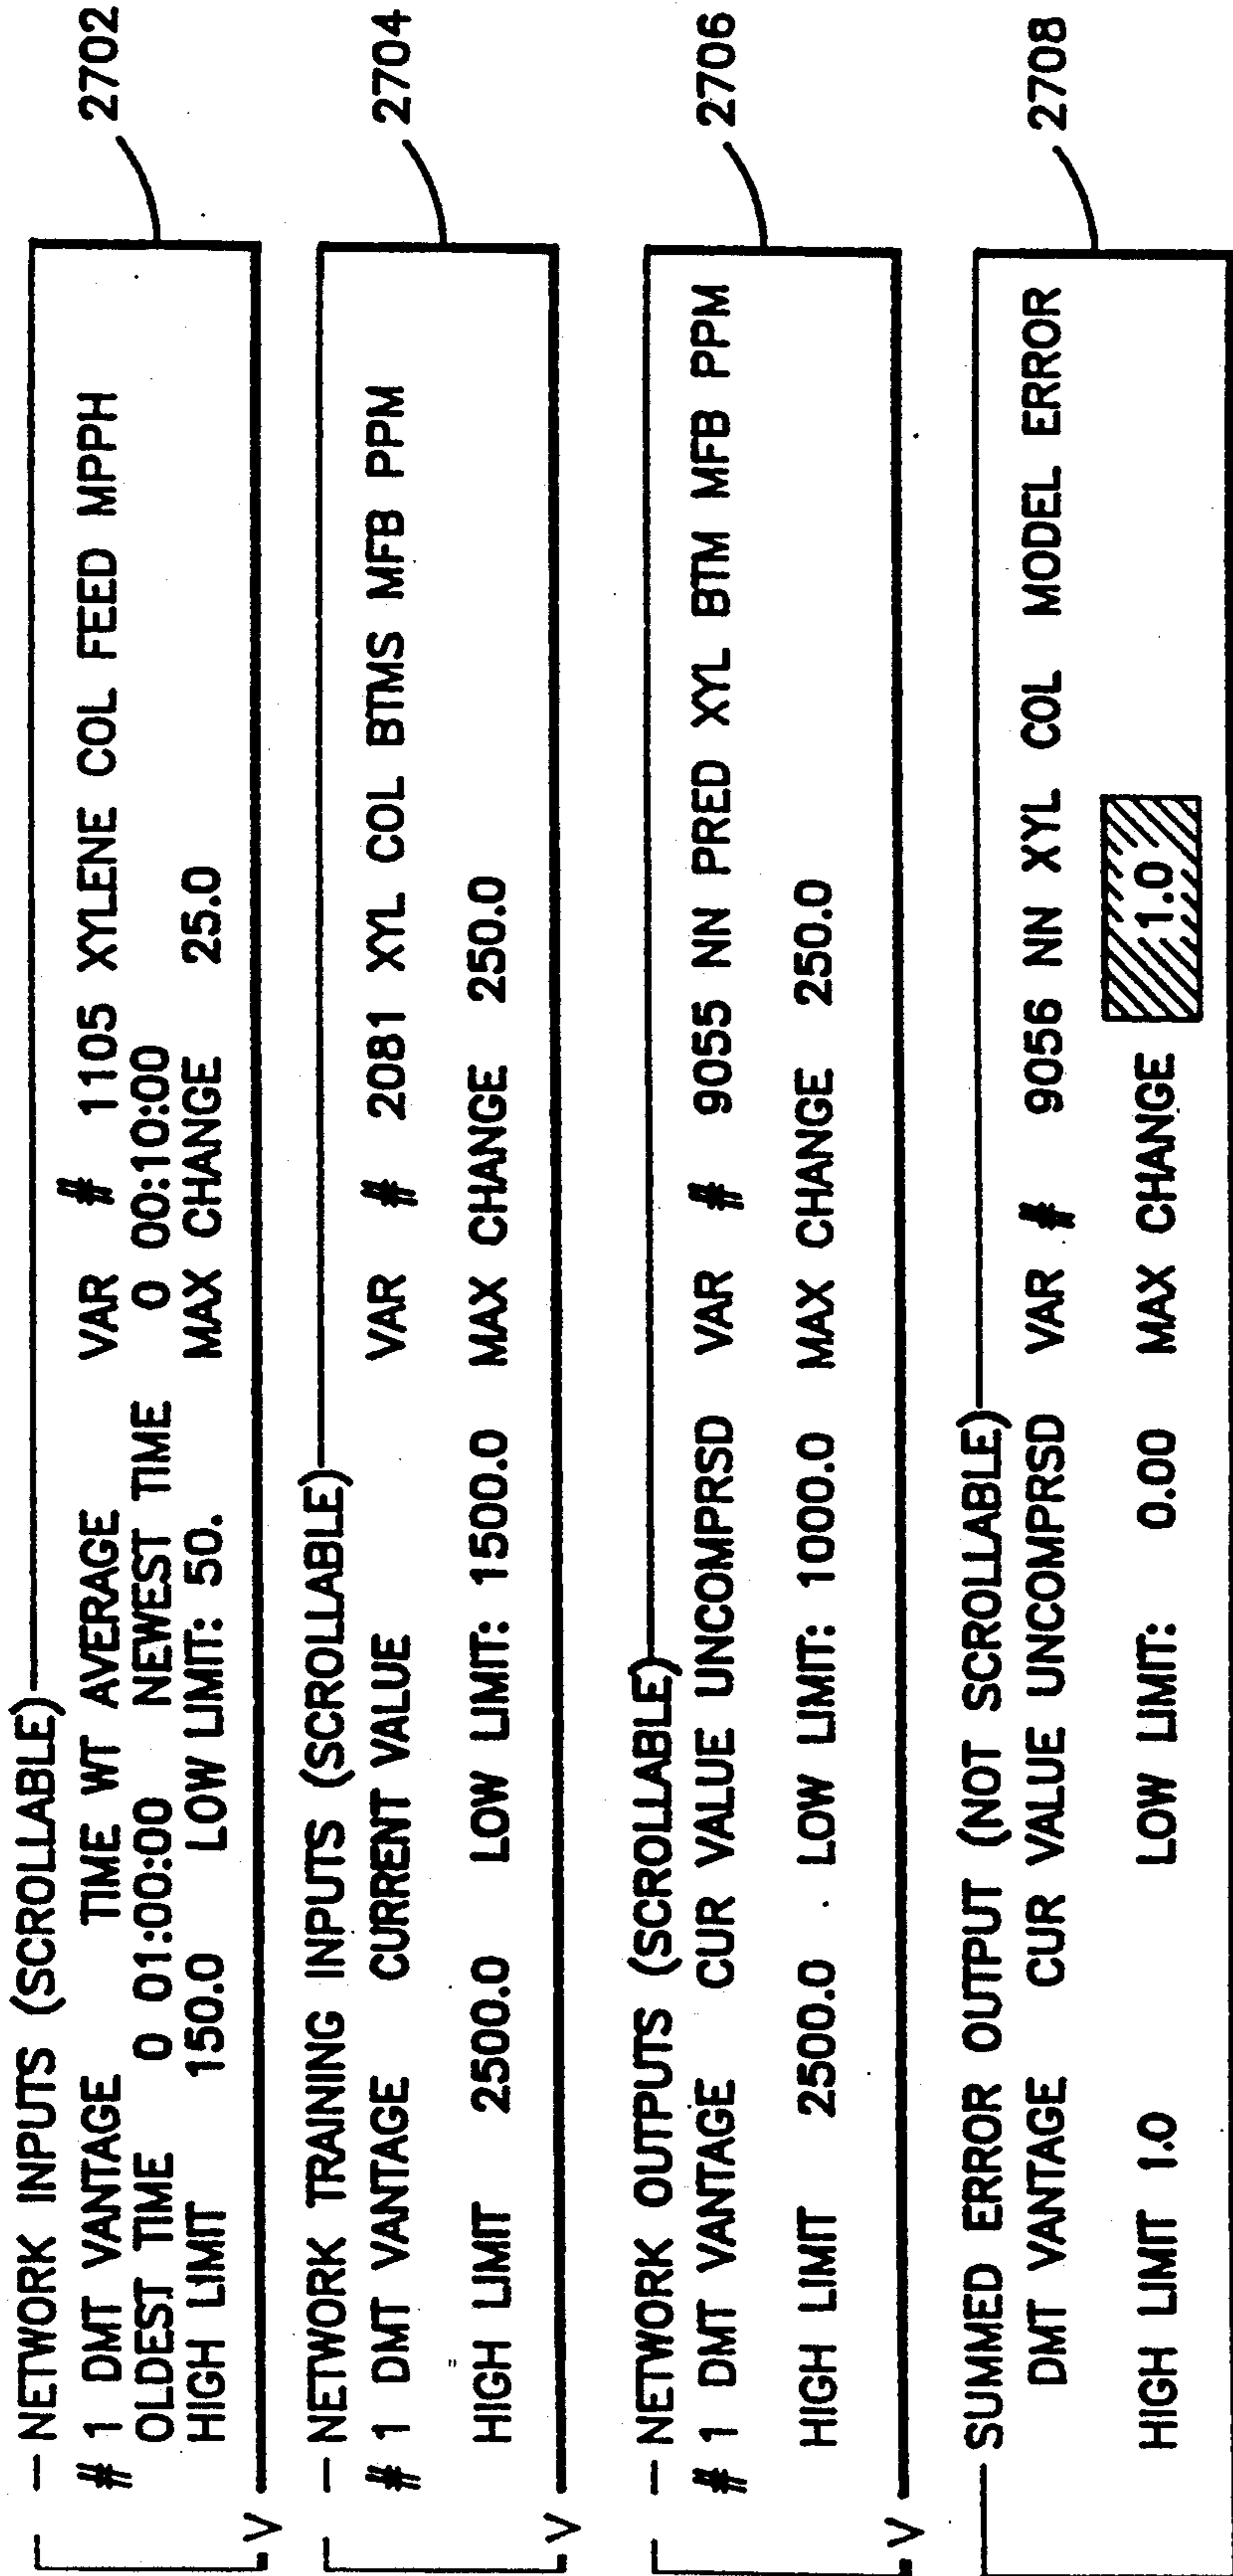 NETWORK INPUTS (SCROLLABLE)
# 1 DMT VANTAGE TIME WT AVERAGE VAR # 1105 XYLENE COL FEED MPPH
OLDEST TIME 0 01:00:00 NEWEST TIME 0 00:10:00
HIGH LIMIT 150.0 LOW LIMIT: 50. MAX CHANGE 25.0
V
2702
NETWORK TRAINING INPUTS (SCROLLABLE)
# 1 DMT VANTAGE CURRENT VALUE VAR # 2081 XYL COL BTMS MFB PPM
HIGH LIMIT 2500.0 LOW LIMIT: 1500.0 MAX CHANGE 250.0
V
2704
NETWORK OUTPUTS (SCROLLABLE)
# 1 DMT VANTAGE CUR VALUE UNCOMPRSD VAR # 9055 NN PRED XYL BTM MFB PPM
HIGH LIMIT 2500.0 LOW LIMIT: 1000.0 MAX CHANGE 250.0
V
2706
SUMMED ERROR OUTPUT (NOT SCROLLABLE)
DMT VANTAGE CUR VALUE UNCOMPRSD VAR # 9056 NN XYL COL MODEL ERROR
HIGH LIMIT 1.0 LOW LIMIT: 0.00 MAX CHANGE 1.0
2708